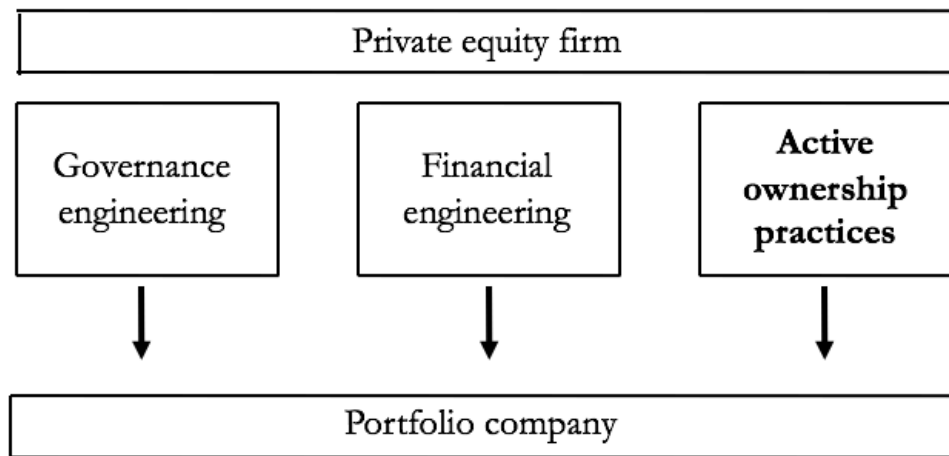 Private equity firm
Governance
engineering
Financial
engineering
Active
ownership
practices
Portfolio company